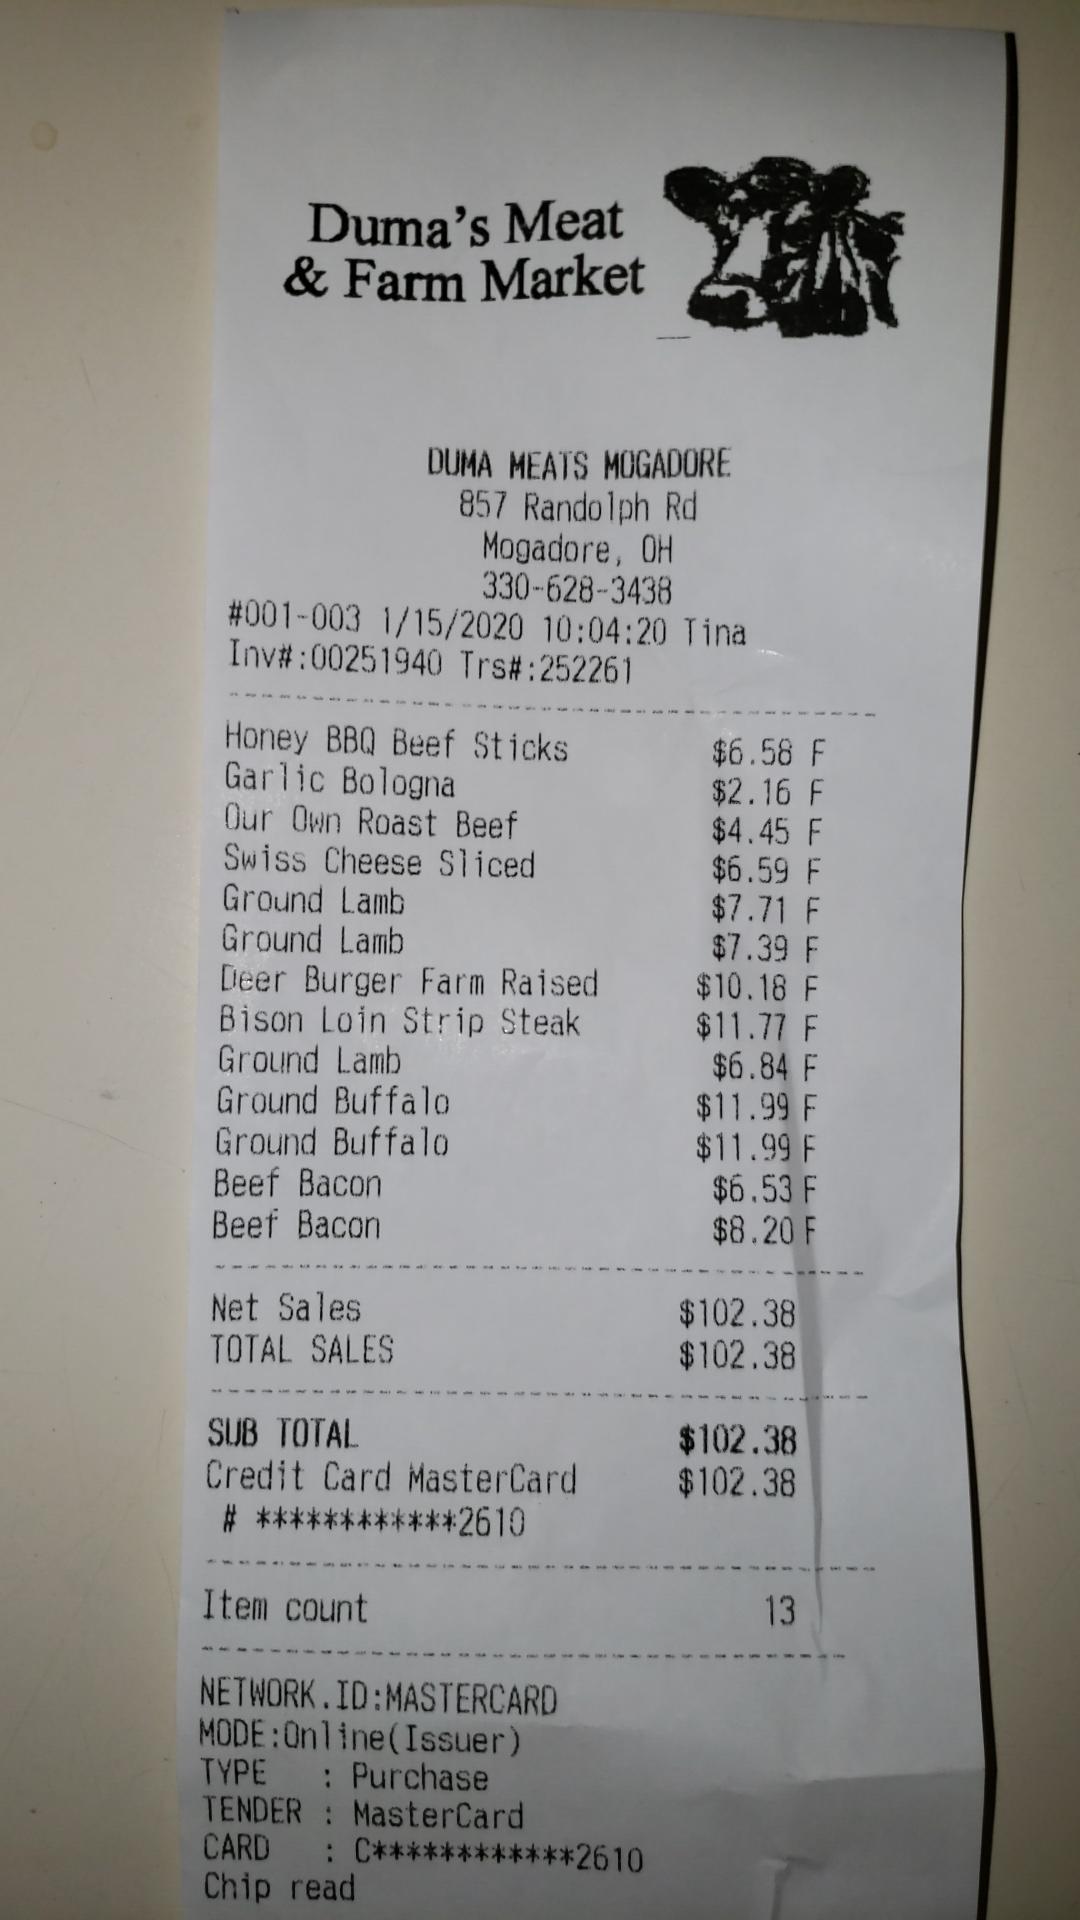 Duma's Meat
& Farm Market
DUMA MEATS MOGADORE
857 Randolph Rd
Mogadore, OH
330-628-3438
#001-003 1/15/2020 10:04:20 Tina
Inv#:00251940 Trs#:252261
Honey BBQ Beef Sticks $6.58 F
Garlic Bologna $2.16 F
Our Own Roast Beef $4.45 F
Swiss Cheese Sliced $6.59 F
Ground Lamb $7.71 F
Ground Lamb $7.39 F
Deer Burger Farm Raised $10.18 F
Bison Loin Strip Steak $11.77 F
Ground Lamb $6.84 F
Ground Buffalo $11.99 F
Ground Buffalo $11.99 F
Beef Bacon $6.53 F
Beef Bacon $8.20 F
Net Sales $102.38
TOTAL SALES $102.38
SUB TOTAL $102.38
Credit Card MasterCard $102.38
# ************2610
Item count 13
NETWORK.ID:MASTERCARD
MODE:Online(Issuer)
TYPE : Purchase
TENDER : MasterCard
CARD : C************2610
Chip read